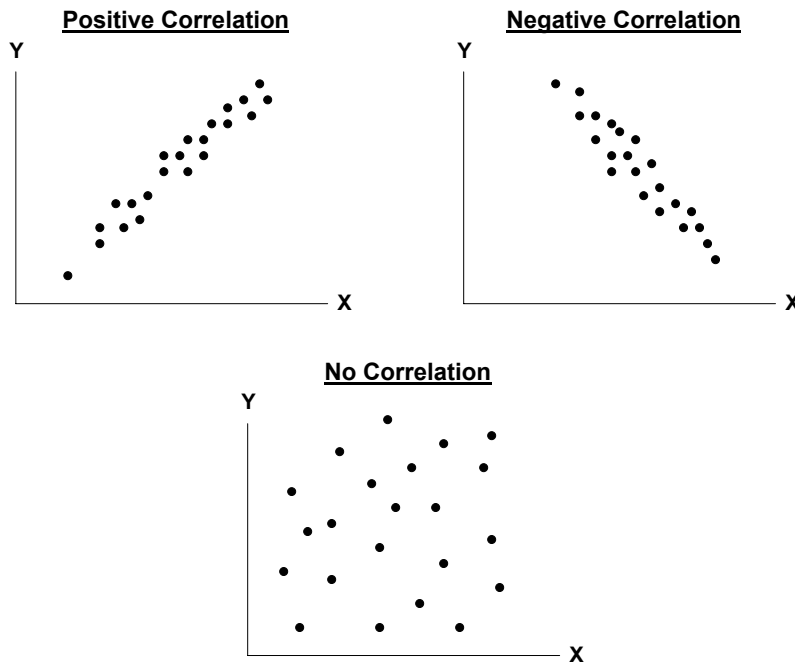 Positive Correlation
Y
X
Negative Correlation
Y
X
No Correlation
Y
X